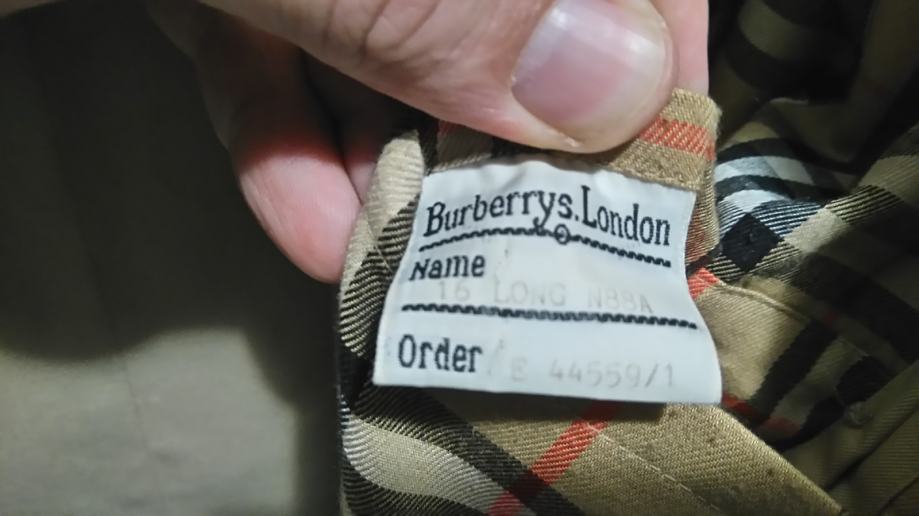 Burberrys.London
Name
16 LONG N88A
Order E 44559/1